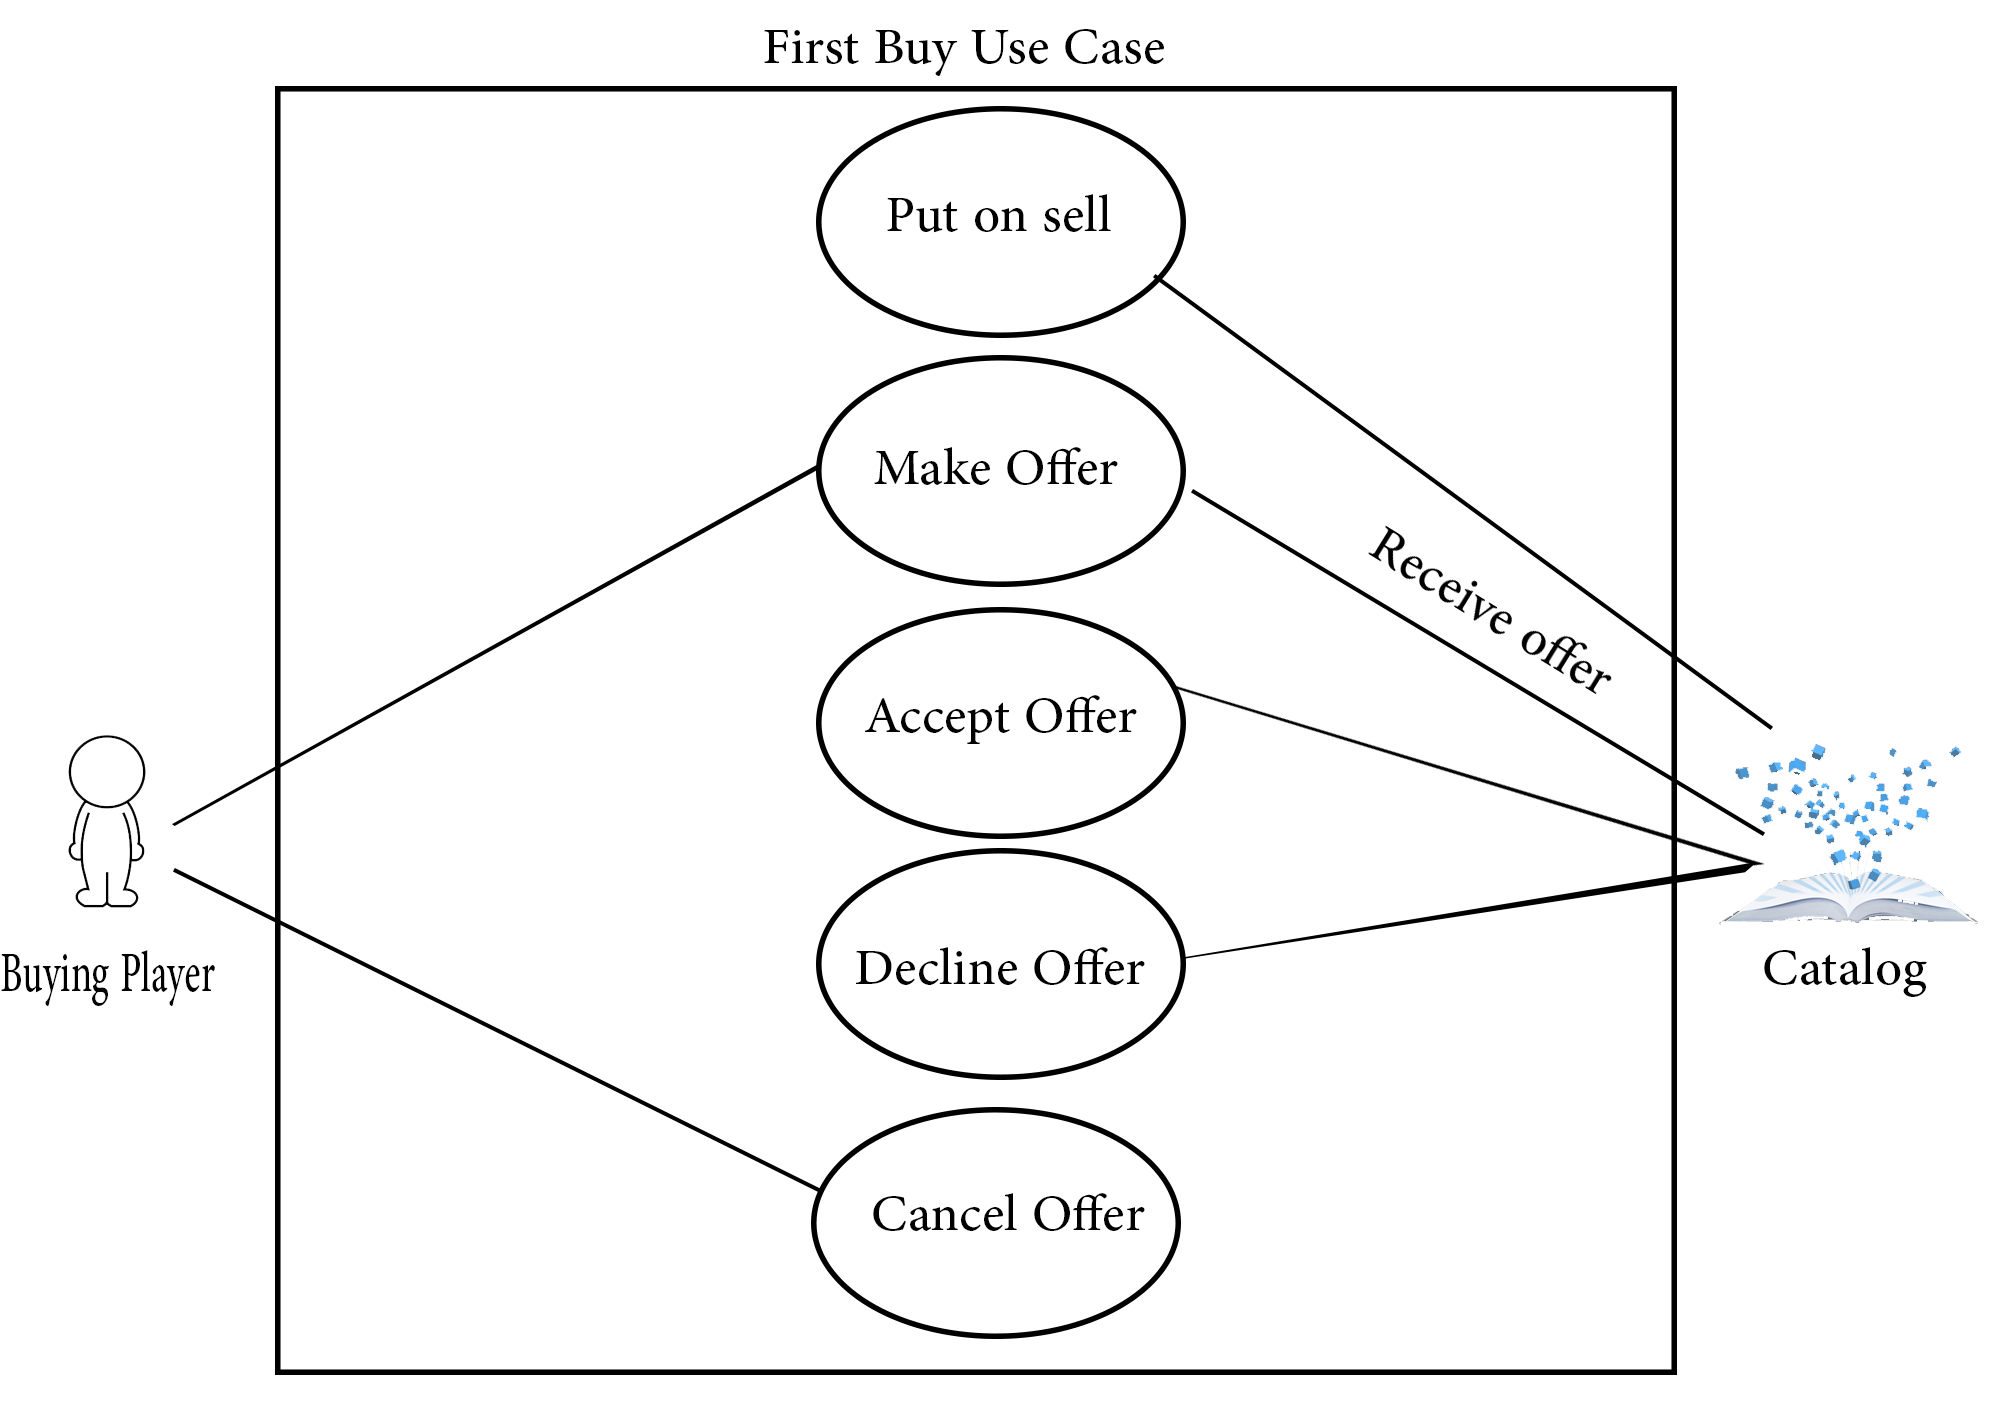 First Buy Use Case
Put on sell
Make Offer
Receive offer
Accept Offer
Decline Offer
Buying Player
Catalog
Cancel Offer